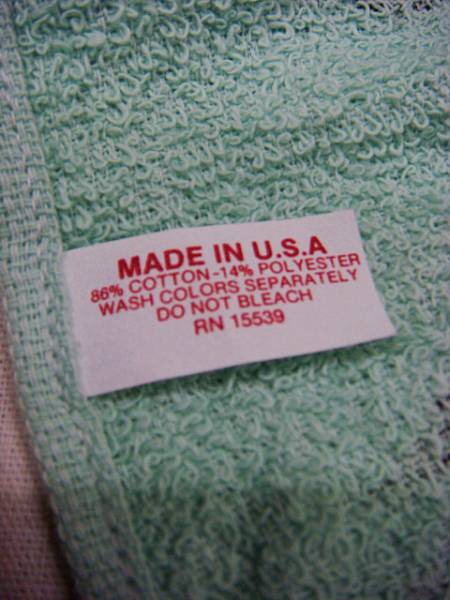 MADE IN U.S.A
86% COTTON-14% POLYESTER
WASH COLORS SEPARATELY
DO NOT BLEACH
RN 15539